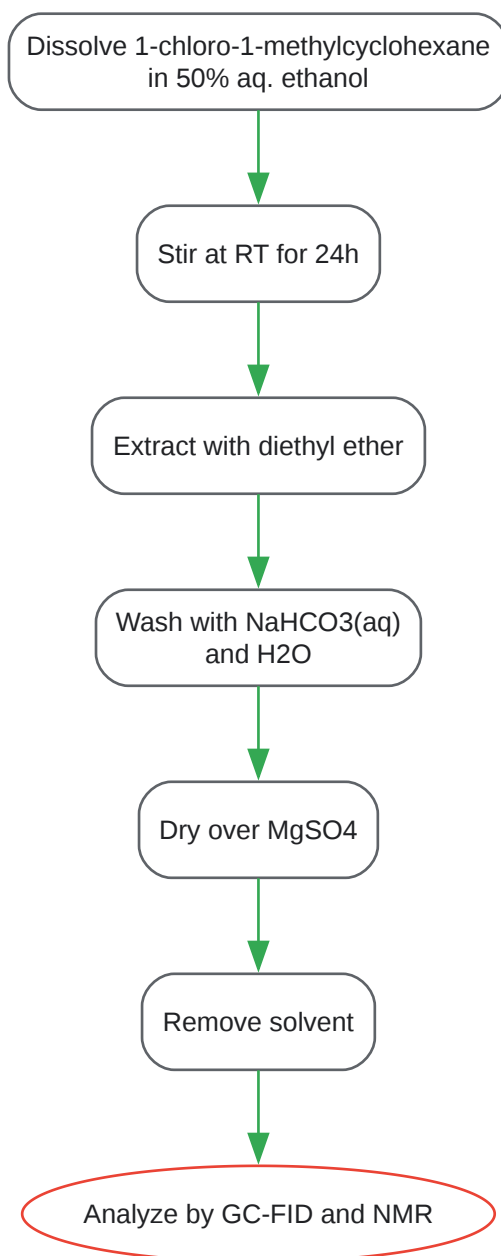 Dissolve 1-chloro-1-methylcyclohexane
in 50% aq. ethanol
Stir at RT for 24h
Extract with diethyl ether
Wash with NaHCO3(aq)
and H2O
Dry over MgSO4
Remove solvent
Analyze by GC-FID and NMR